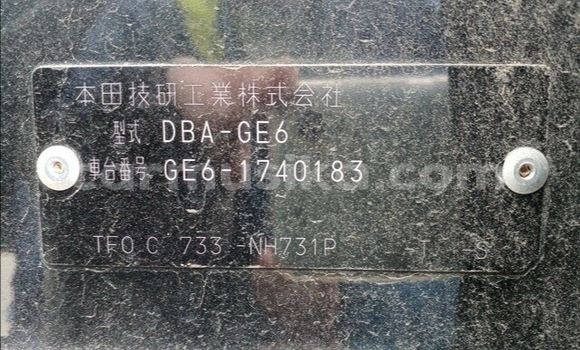 本田技研工業株式会社
型式 DBA-GE6
車台番号 GE6-1740183
733 -NH731P -T -S